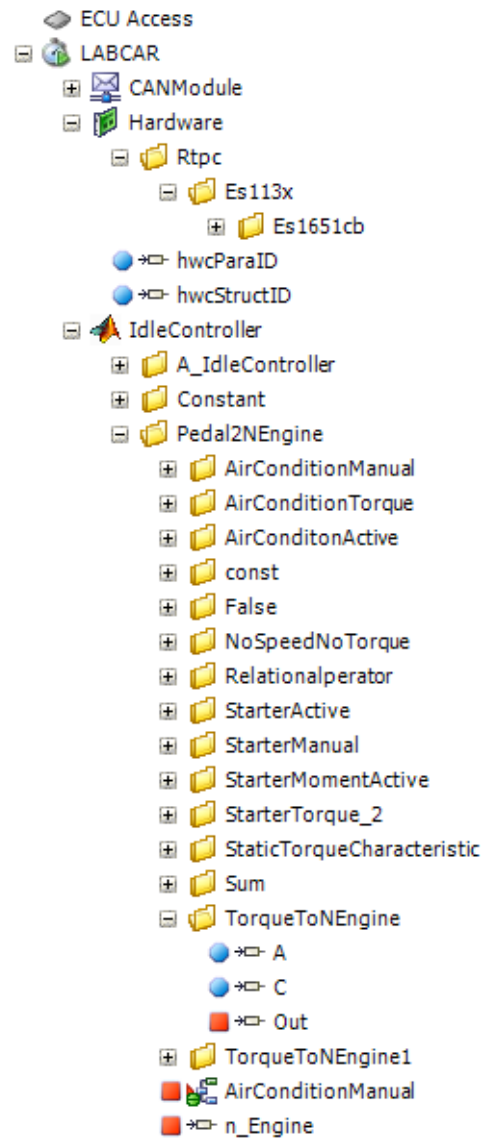 ECU Access
LABCAR
CANModule
Hardware
Rtpc
Es113x
Es1651cb
hwcParaID
hwcStructID
IdleController
A_IdleController
Constant
Pedal2NEngine
AirConditionManual
AirConditionTorque
AirConditonActive
const
False
NoSpeedNoTorque
Relationalperator
StarterActive
StarterManual
StarterMomentActive
StarterTorque_2
StaticTorqueCharacteristic
Sum
TorqueToNEngine
A
C
Out
TorqueToNEngine1
AirConditionManual
n_Engine